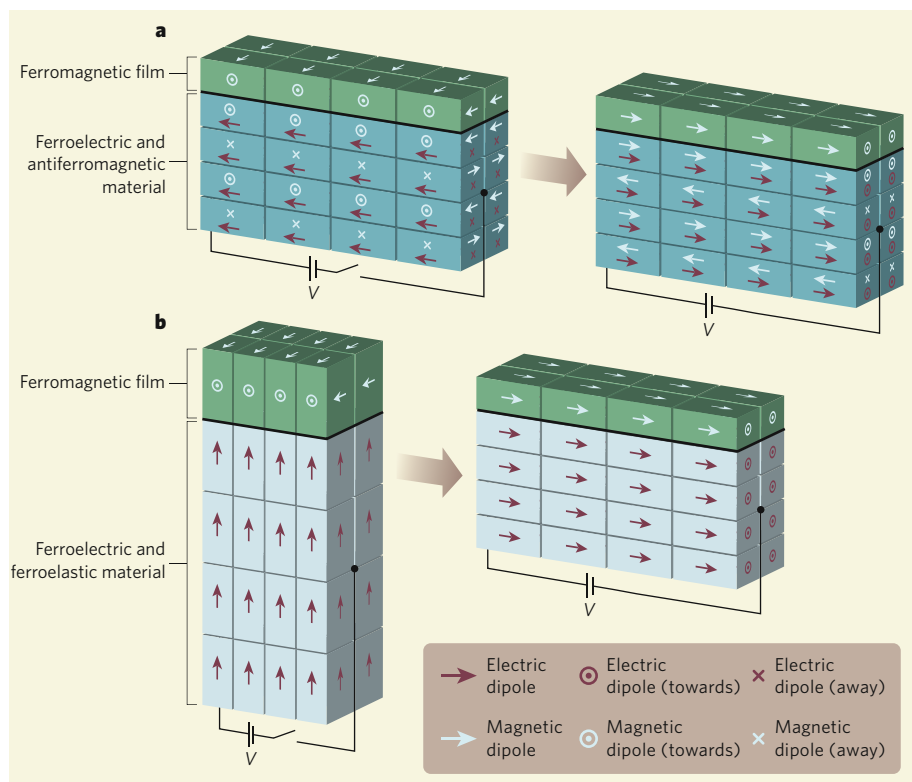 a
Ferromagnetic film
Ferroelectric and
antiferromagnetic
material
V
V
b
Ferromagnetic film
Ferroelectric and
ferroelastic material
V
V
Electric
dipole
Electric
dipole (towards)
Electric
dipole (away)
Magnetic
dipole
Magnetic
dipole (towards)
Magnetic
dipole (away)